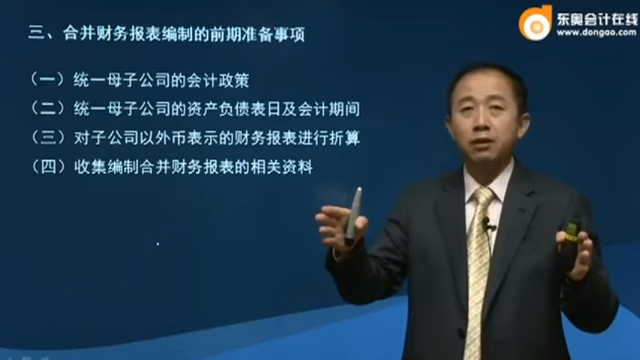 三、合并财务报表编制的前期准备事项
东奥会计在线
www.dongao.com
（一）统一母子公司的会计政策
（二）统一母子公司的资产负债表日及会计期间
（三）对子公司以外币表示的财务报表进行折算
（四）收集编制合并财务报表的相关资料